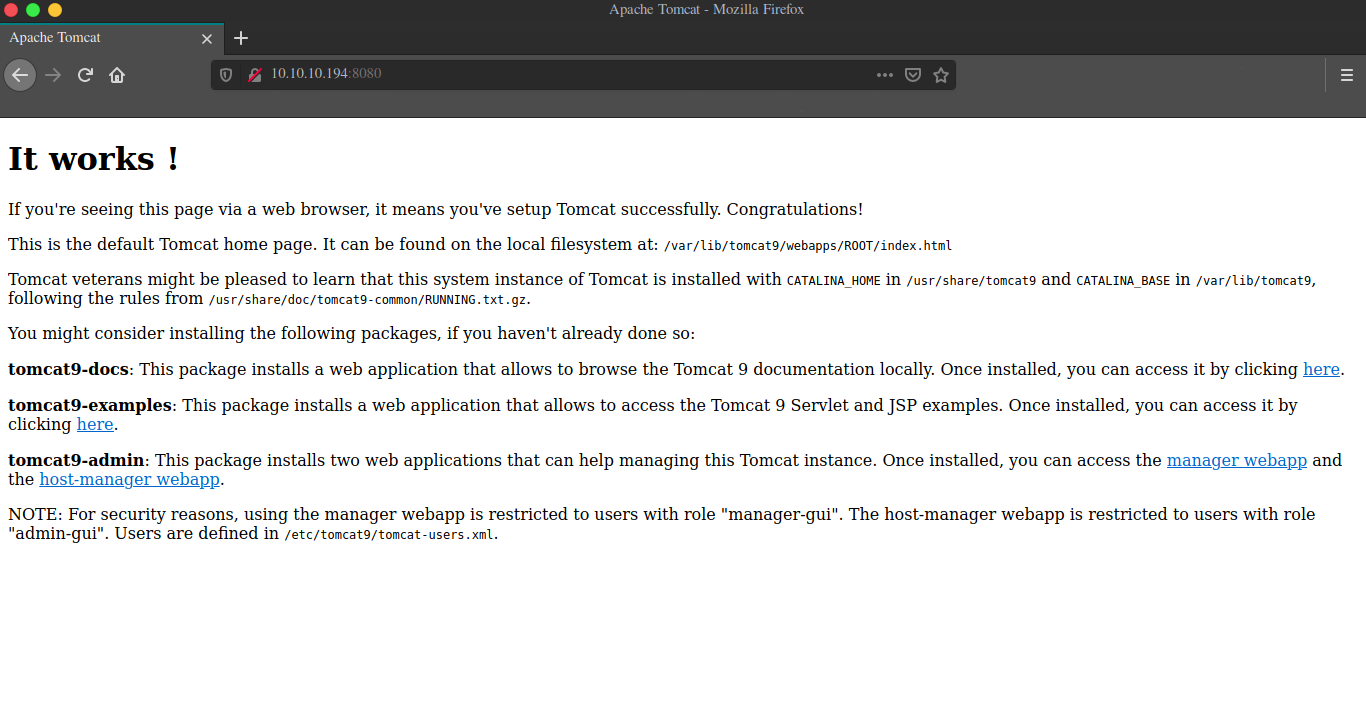 Apache Tomcat - Mozilla Firefox
Apache Tomcat
10.10.10.194:8080
It works !
If you're seeing this page via a web browser, it means you've setup Tomcat successfully. Congratulations!
This is the default Tomcat home page. It can be found on the local filesystem at: /var/lib/tomcat9/webapps/ROOT/index.html
Tomcat veterans might be pleased to learn that this system instance of Tomcat is installed with CATALINA_HOME in /usr/share/tomcat9 and CATALINA_BASE in /var/lib/tomcat9,
following the rules from /usr/share/doc/tomcat9-common/RUNNING.txt.gz.
You might consider installing the following packages, if you haven't already done so:
tomcat9-docs: This package installs a web application that allows to browse the Tomcat 9 documentation locally. Once installed, you can access it by clicking here.
tomcat9-examples: This package installs a web application that allows to access the Tomcat 9 Servlet and JSP examples. Once installed, you can access it by
clicking here.
tomcat9-admin: This package installs two web applications that can help managing this Tomcat instance. Once installed, you can access the manager webapp and
the host-manager webapp.
NOTE: For security reasons, using the manager webapp is restricted to users with role "manager-gui". The host-manager webapp is restricted to users with role
"admin-gui". Users are defined in /etc/tomcat9/tomcat-users.xml.